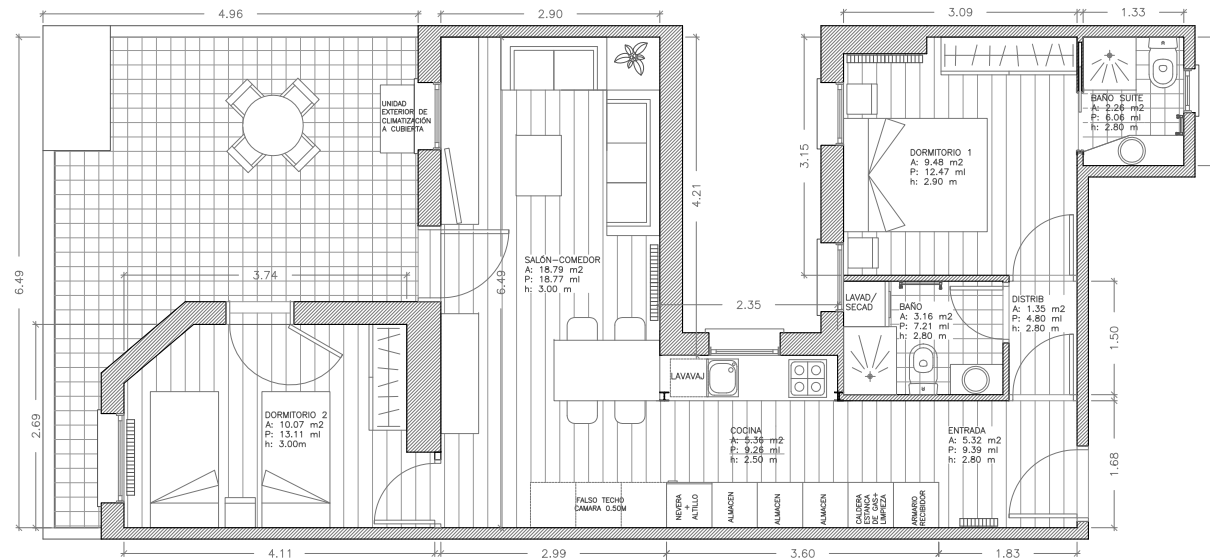 4.96
2.90
3.09
1.33
UNIDAD
EXTERIOR DE
CLIMATIZACIÓN
A CUBIERTA
BAÑO SUITE
A: 2.26 m2
P: 6.06 ml
h: 2.80 m
DORMITORIO 1
A: 9.48 m2
P: 12.47 ml
h: 2.90 m
3.15
4.21
6.49
6.49
3.74
SALÓN-COMEDOR
A: 18.79 m2
P: 18.77 ml
h: 3.00 m
2.35
LAVAD/
SECAD
BAÑO
A: 3.16 m2
P: 7.21 ml
h: 2.80 m
DISTRIB
A: 1.35 m2
P: 4.80 ml
h: 2.80 m
1.50
LAVAVAJ
2.69
DORMITORIO 2
A: 10.07 m2
P: 13.11 ml
h: 3.00m
COCINA
A: 5.36 m2
P: 9.26 ml
h: 2.50 m
ENTRADA
A: 5.32 m2
P: 9.39 ml
h: 2.80 m
1.68
FALSO TECHO
CAMARA 0.50M
NEVERA
+
ALTILLO
ALMACEN
ALMACEN
ALMACEN
CALDERA
ESTANCA
DE GAS+
LIMPIEZA
ARMARIO
RECIBIDOR
4.11
2.99
3.60
1.83